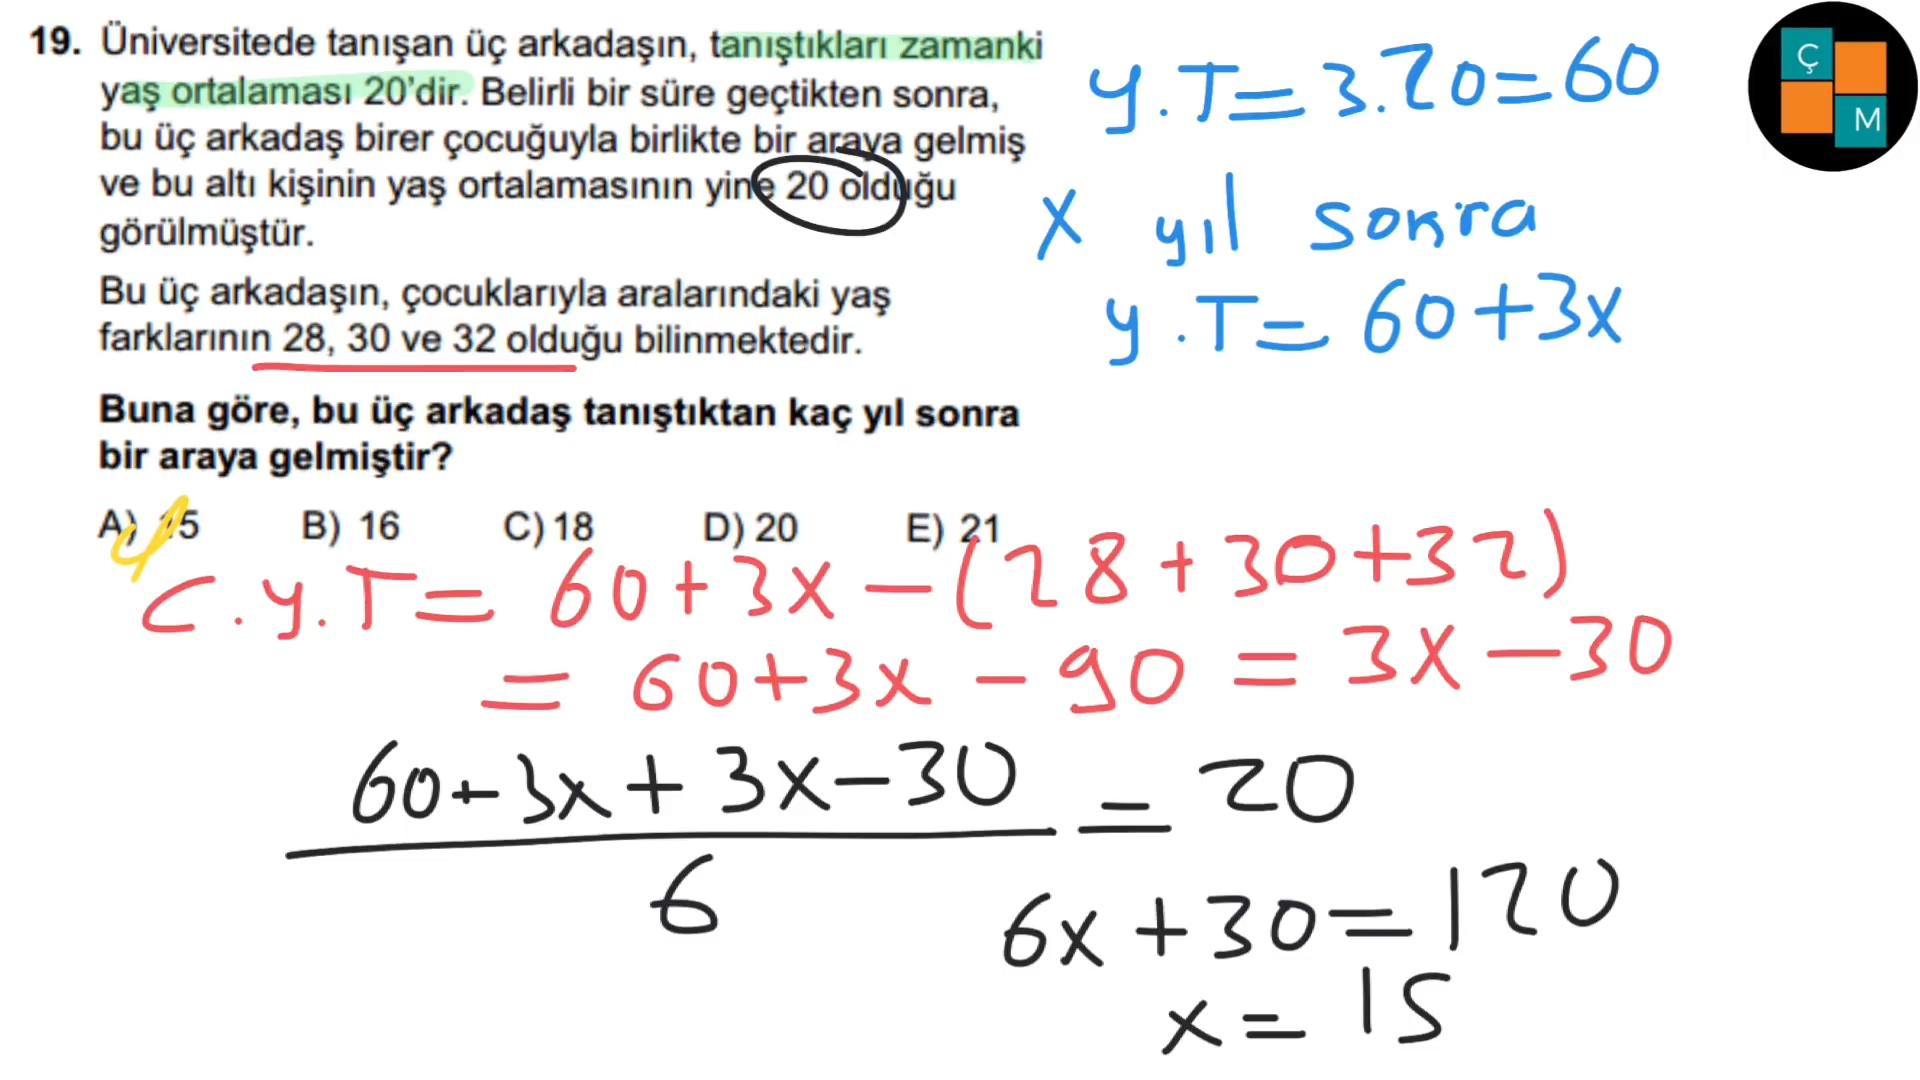 19. Üniversitede tanışan üç arkadaşın, tanıştıkları zamanki
yaş ortalaması 20'dir. Belirli bir süre geçtikten sonra,
bu üç arkadaş birer çocuğuyla birlikte bir araya gelmiş
ve bu altı kişinin yaş ortalamasının yine 20 olduğu
görülmüştür.
Bu üç arkadaşın, çocuklarıyla aralarındaki yaş
farklarının 28, 30 ve 32 olduğu bilinmektedir.
Buna göre, bu üç arkadaş tanıştıktan kaç yıl sonra
bir araya gelmiştir?
A) 15 B) 16 C) 18 D) 20 E) 21
y.T=3.20=60
x yıl sonra
y.T=60+3x
Ç M
C.y.T=60+3x-(28+30+32)
=60+3x-90=3x-30
60+3x+3x-30 = 20
6
6x+30=120
x=15